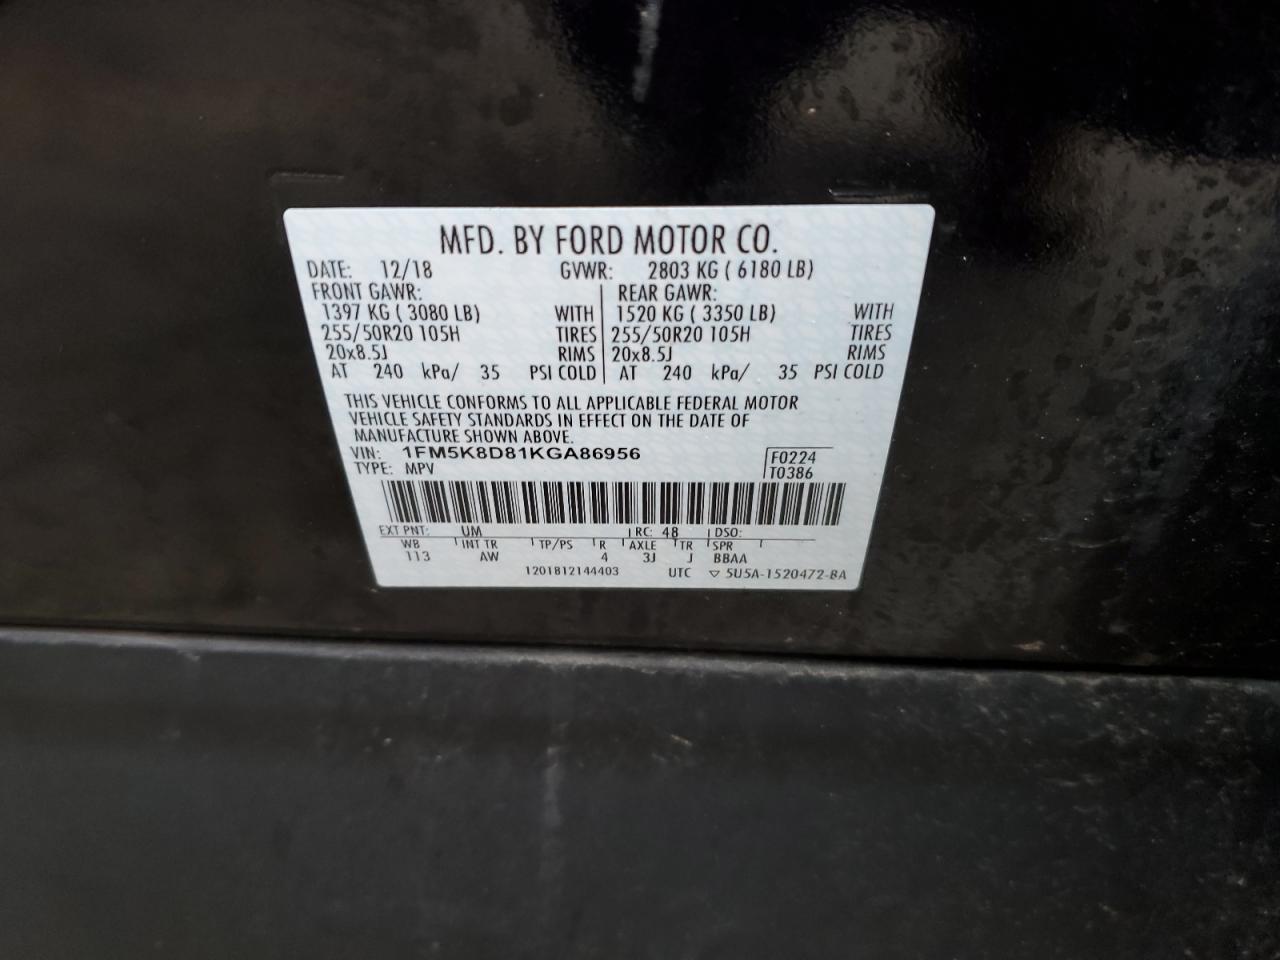 MFD. BY FORD MOTOR CO.
DATE: 12/18 GVWR: 2803 KG ( 6180 LB)
FRONT GAWR: REAR GAWR:
1397 KG ( 3080 LB) WITH 1520 KG ( 3350 LB) WITH
255/50R20 105H TIRES 255/50R20 105H TIRES
20x8.5J RIMS 20x8.5J RIMS
AT 240 kPa/ 35 PSI COLD AT 240 kPa/ 35 PSI COLD
THIS VEHICLE CONFORMS TO ALL APPLICABLE FEDERAL MOTOR
VEHICLE SAFETY STANDARDS IN EFFECT ON THE DATE OF
MANUFACTURE SHOWN ABOVE.
VIN: 1FM5K8D81KGA86956 F0224
TYPE: MPV T0386
EXT PNT: UM RC: 48 DSO:
WB INT TR TP/PS R AXLE TR SPR
113 AW 4 3J J BBAA
1201812144403 UTC ▽ 5U5A-1520472-BA